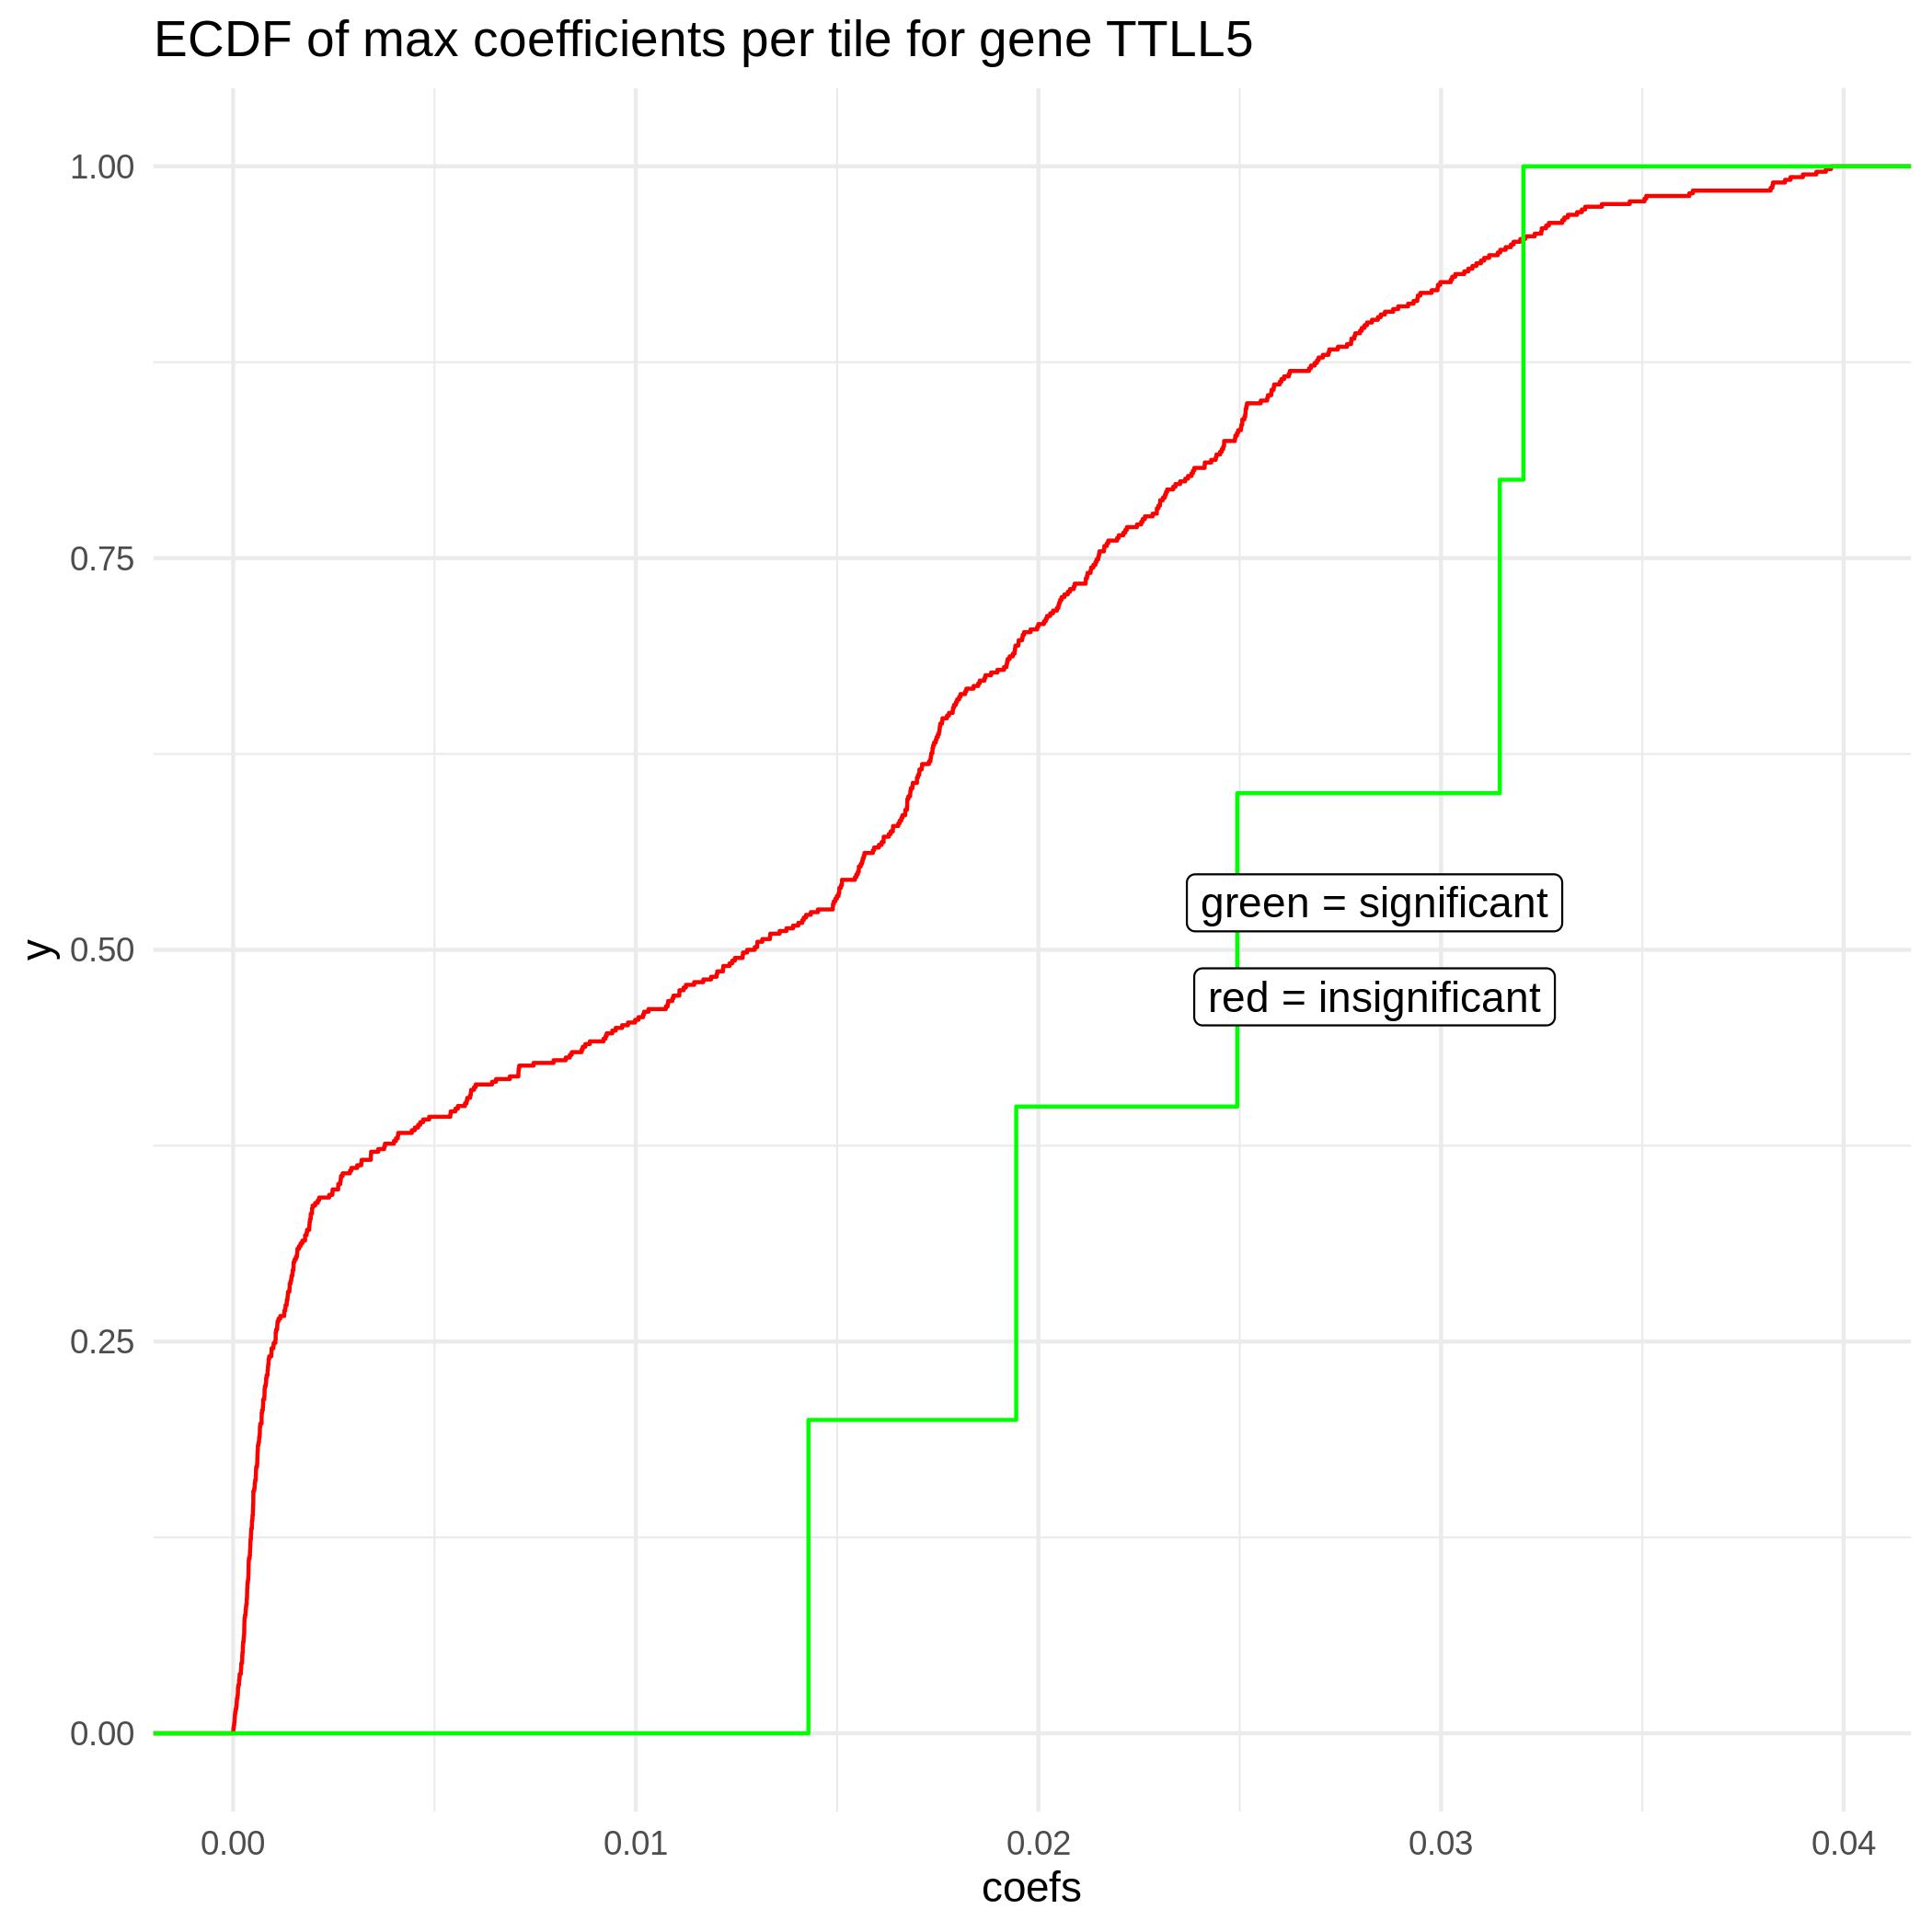 ECDF of max coefficients per tile for gene TTLL5
1.00
0.75
0.50
0.25
0.00
y
green = significant
red = insignificant
0.00 0.01 0.02 0.03 0.04
coefs